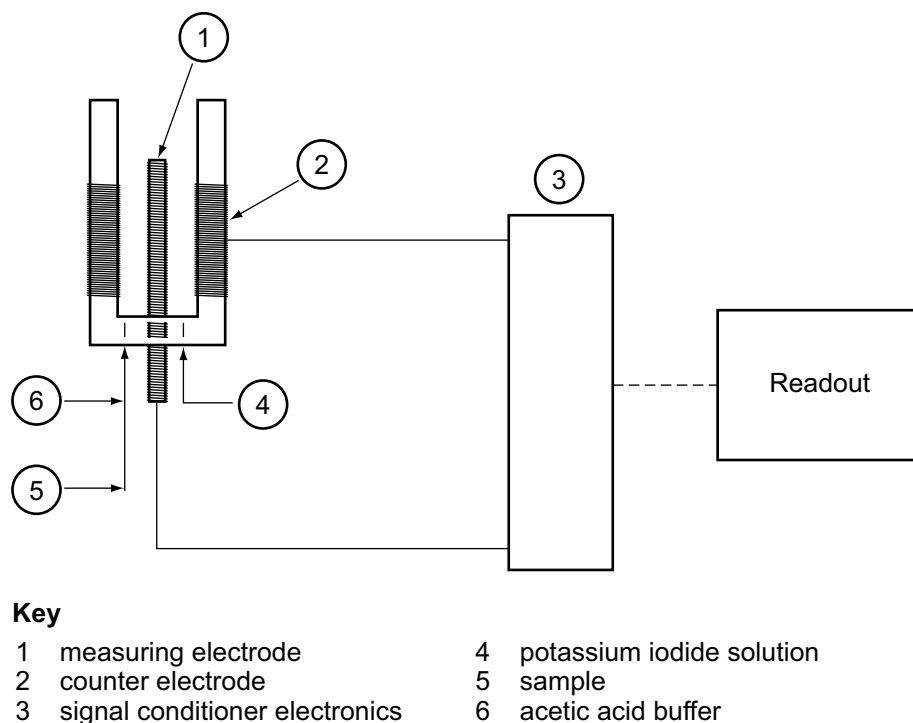 1
2
3
6
4
5
Readout
Key
1 measuring electrode
2 counter electrode
3 signal conditioner electronics
4 potassium iodide solution
5 sample
6 acetic acid buffer